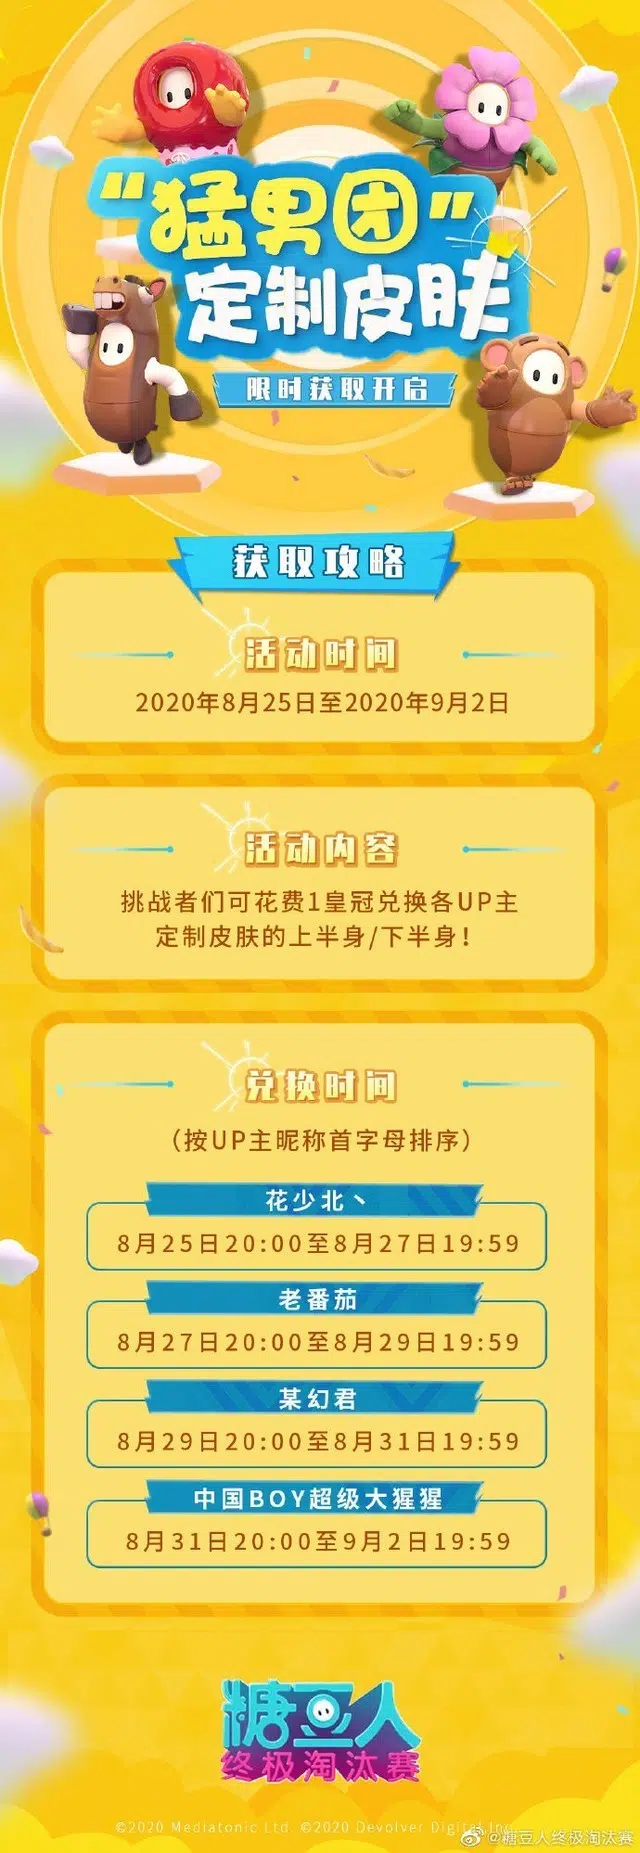 “猛男团”
定制皮肤
限时获取开启
获取攻略
活动时间
2020年8月25日至2020年9月2日
活动内容
挑战者们可花费1皇冠兑换各UP主
定制皮肤的上半身/下半身！
兑换时间
（按UP主昵称首字母排序）
花少北丶
8月25日20:00至8月27日19:59
老番茄
8月27日20:00至8月29日19:59
某幻君
8月29日20:00至8月31日19:59
中国BOY超级大猩猩
8月31日20:00至9月2日19:59
糖豆人
终极淘汰赛
©2020 Mediatonic Ltd. ©2020 Devolver Digital Inc.
@糖豆人终极淘汰赛